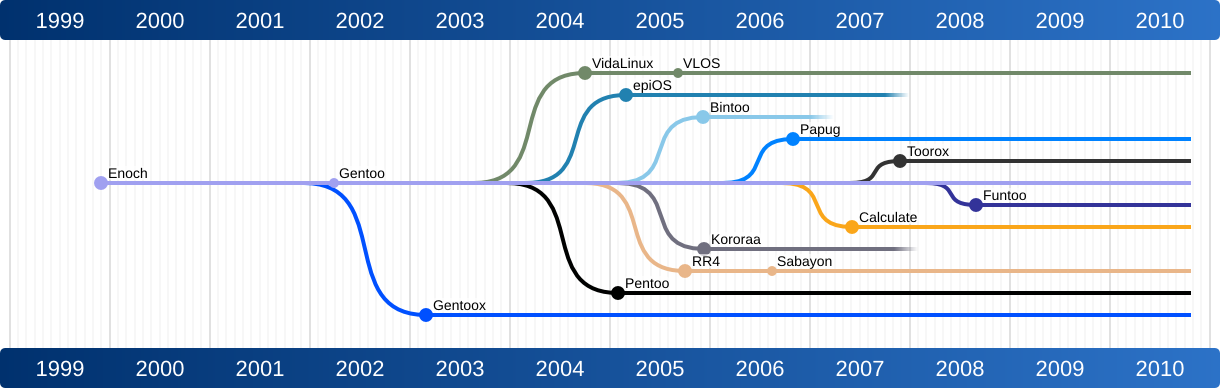 1999 2000 2001 2002 2003 2004 2005 2006 2007 2008 2009 2010
VidaLinux VLOS
epiOS
Bintoo
Papug
Toorox
Enoch Gentoo
Funtoo
Calculate
Kororaa
RR4 Sabayon
Pentoo
Gentoox
1999 2000 2001 2002 2003 2004 2005 2006 2007 2008 2009 2010